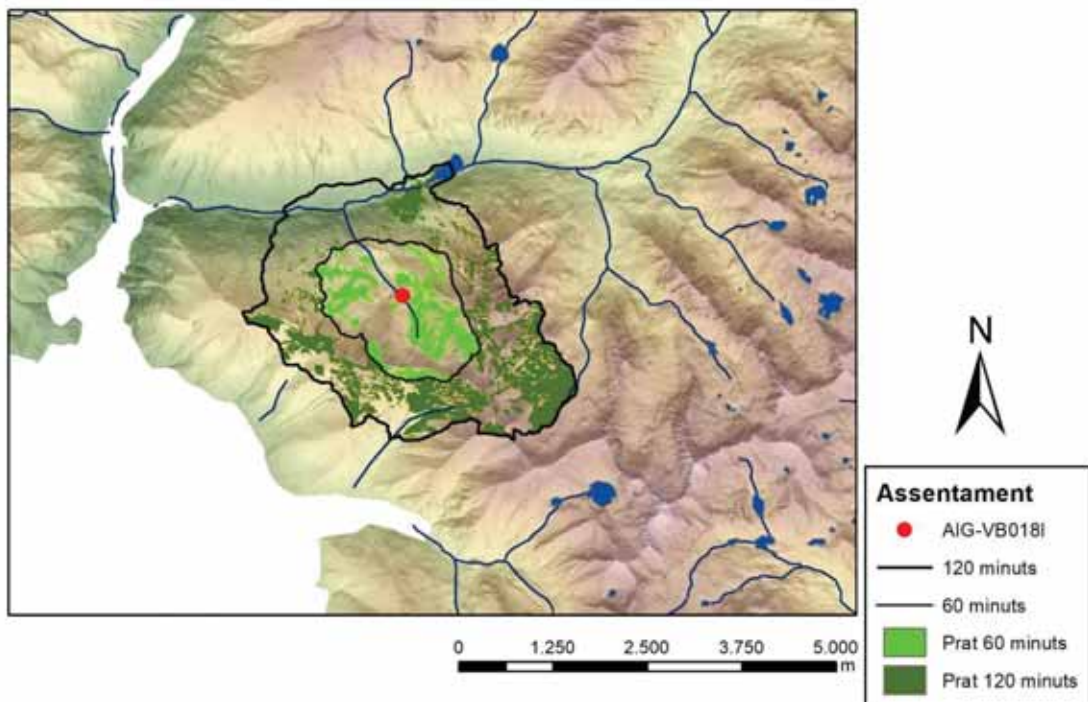 N
Assentament
AIG-VB018I
120 minuts
60 minuts
Prat 60 minuts
Prat 120 minuts
0 1.250 2.500 3.750 5.000
m